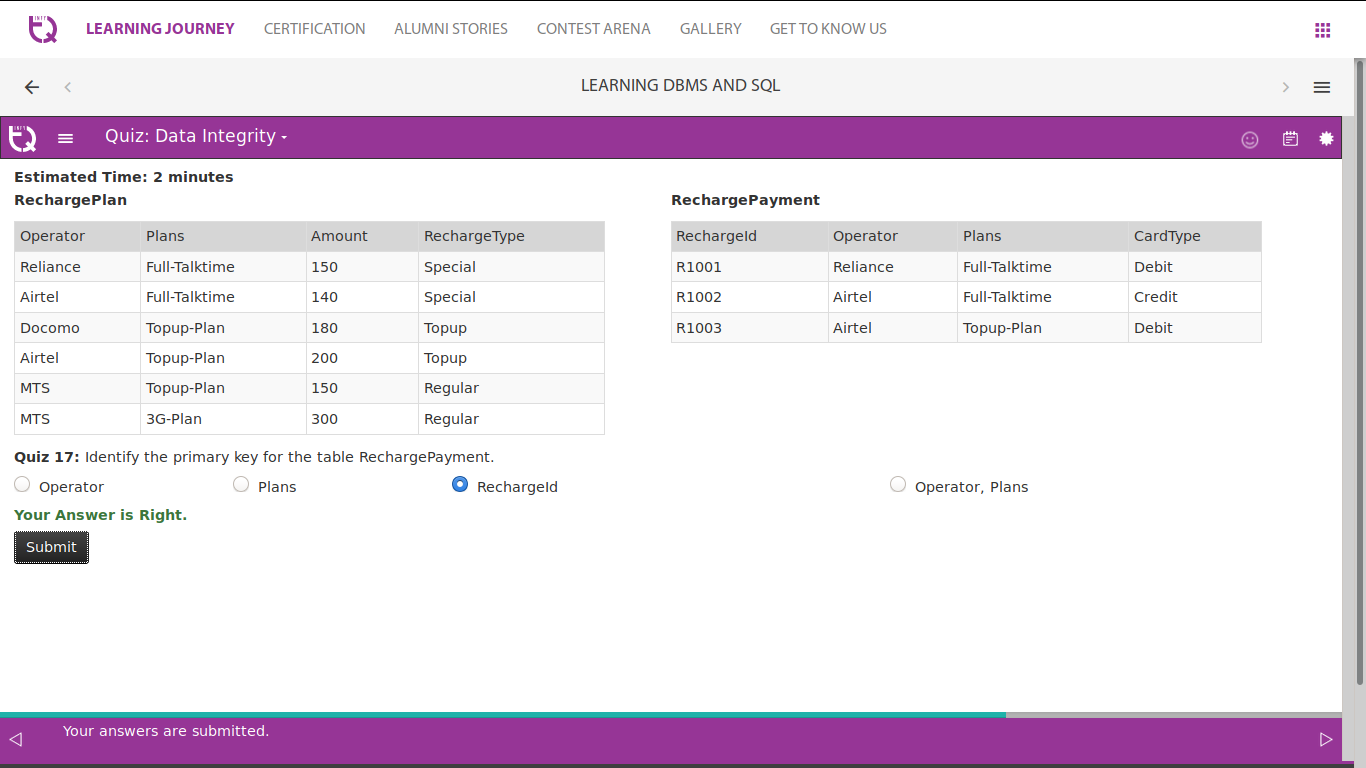 INFY TQ LEARNING JOURNEY CERTIFICATION ALUMNI STORIES CONTEST ARENA GALLERY GET TO KNOW US
LEARNING DBMS AND SQL
INFY TQ Quiz: Data Integrity
Estimated Time: 2 minutes
RechargePlan
Operator Plans Amount RechargeType
Reliance Full-Talktime 150 Special
Airtel Full-Talktime 140 Special
Docomo Topup-Plan 180 Topup
Airtel Topup-Plan 200 Topup
MTS Topup-Plan 150 Regular
MTS 3G-Plan 300 Regular
RechargePayment
RechargeId Operator Plans CardType
R1001 Reliance Full-Talktime Debit
R1002 Airtel Full-Talktime Credit
R1003 Airtel Topup-Plan Debit
Quiz 17: Identify the primary key for the table RechargePayment.
Operator Plans RechargeId Operator, Plans
Your Answer is Right.
Submit
Your answers are submitted.